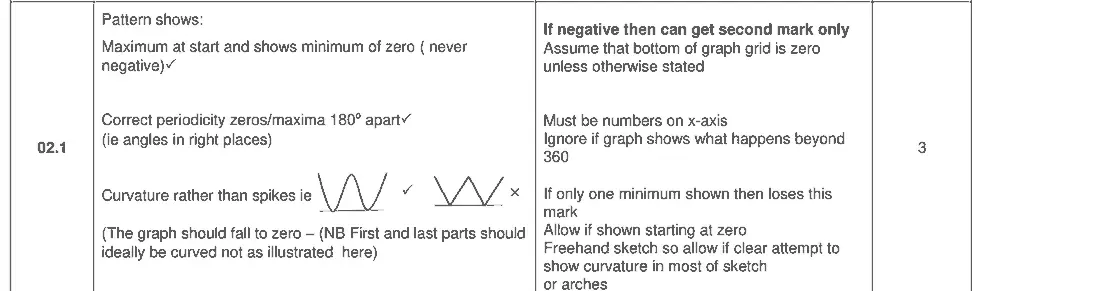 Pattern shows:
Maximum at start and shows minimum of zero ( never
negative)✓
Correct periodicity zeros/maxima 180° apart✓
(ie angles in right places)
02.1
Curvature rather than spikes ie ✓ ×
(The graph should fall to zero – (NB First and last parts should
ideally be curved not as illustrated here)
If negative then can get second mark only
Assume that bottom of graph grid is zero
unless otherwise stated
Must be numbers on x-axis
Ignore if graph shows what happens beyond
360
If only one minimum shown then loses this
mark
Allow if shown starting at zero
Freehand sketch so allow if clear attempt to
show curvature in most of sketch
or arches
3